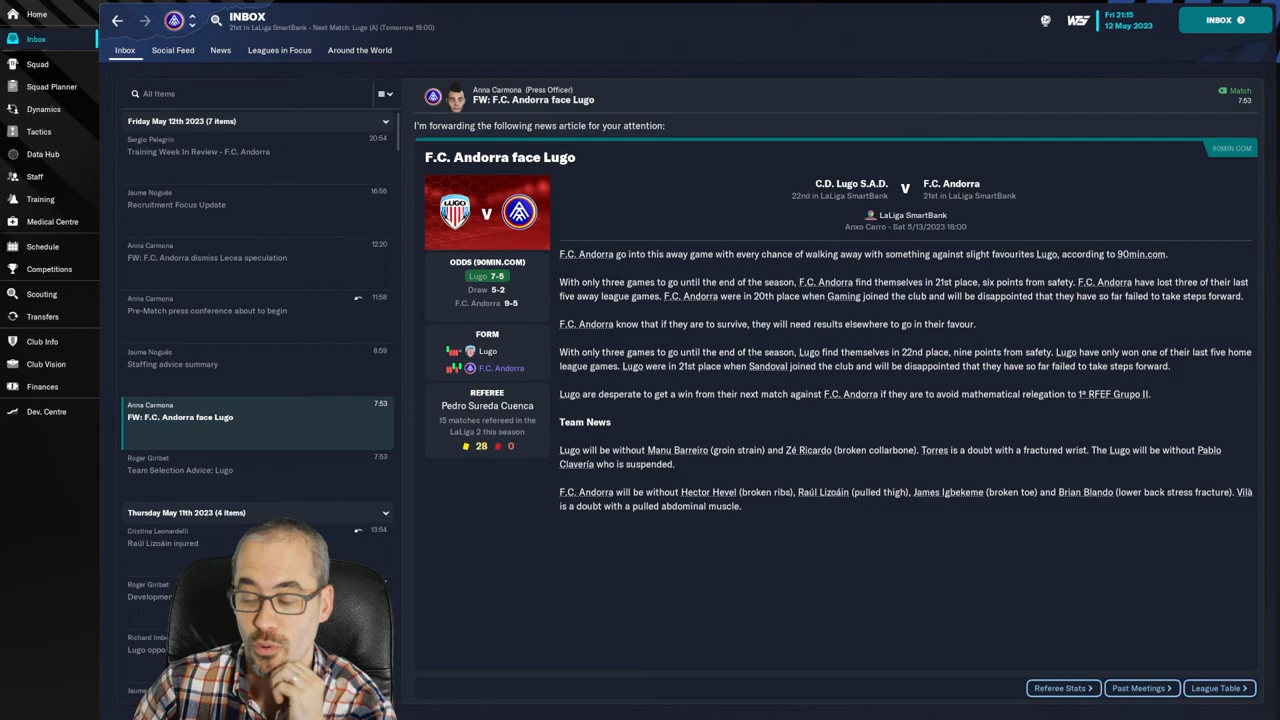 Home
Inbox
Squad
Squad Planner
Dynamics
Tactics
Data Hub
Staff
Training
Medical Centre
Schedule
Competitions
Scouting
Transfers
Club Info
Club Vision
Finances
Dev. Centre
INBOX
21st in LaLiga SmartBank - Next Match: Lugo (A) (Tomorrow 18:00)
Fri 21:15
12 May 2023
INBOX
Inbox
Social Feed
News
Leagues in Focus
Around the World
All Items
Friday May 12th 2023 (7 items)
Sergio Pelegrín 20:54
Training Week In Review - F.C. Andorra
Jaume Nogués 16:56
Recruitment Focus Update
Anna Carmona 12:20
FW: F.C. Andorra dismiss Lecea speculation
Anna Carmona 11:58
Pre-Match press conference about to begin
Jaume Nogués 8:59
Staffing advice summary
Anna Carmona 7:53
FW: F.C. Andorra face Lugo
Roger Giribet 7:53
Team Selection Advice: Lugo
Thursday May 11th 2023 (4 items)
Cristina Leonardelli 13:54
Raúl Lizoáin injured
Roger Giribet
Richard
Lugo
Jaume
Anna Carmona (Press Officer)
FW: F.C. Andorra face Lugo
Match
7:53
I'm forwarding the following news article for your attention:
90MIN.COM
F.C. Andorra face Lugo
LUGO
V
C.D. Lugo S.A.D. V F.C. Andorra
22nd in LaLiga SmartBank 21st in LaLiga SmartBank
LaLiga SmartBank
Anxo Carro - Sat 5/13/2023 18:00
ODDS (90MIN.COM)
Lugo 7-5
Draw 5-2
F.C. Andorra 9-5
FORM
Lugo
F.C. Andorra
REFEREE
Pedro Sureda Cuenca
15 matches refereed in the
LaLiga 2 this season
28 0
F.C. Andorra go into this away game with every chance of walking away with something against slight favourites Lugo, according to 90min.com.
With only three games to go until the end of the season, F.C. Andorra find themselves in 21st place, six points from safety. F.C. Andorra have lost three of their last
five away league games. F.C. Andorra were in 20th place when Gaming joined the club and will be disappointed that they have so far failed to take steps forward.
F.C. Andorra know that if they are to survive, they will need results elsewhere to go in their favour.
With only three games to go until the end of the season, Lugo find themselves in 22nd place, nine points from safety. Lugo have only won one of their last five home
league games. Lugo were in 21st place when Sandoval joined the club and will be disappointed that they have so far failed to take steps forward.
Lugo are desperate to get a win from their next match against F.C. Andorra if they are to avoid mathematical relegation to 1ª RFEF Grupo II.
Team News
Lugo will be without Manu Barreiro (groin strain) and Zé Ricardo (broken collarbone). Torres is a doubt with a fractured wrist. The Lugo will be without Pablo
Clavería who is suspended.
F.C. Andorra will be without Hector Hevel (broken ribs), Raúl Lizoáin (pulled thigh), James Igbekeme (broken toe) and Brian Blando (lower back stress fracture). Vilà
is a doubt with a pulled abdominal muscle.
Referee Stats
Past Meetings
League Table